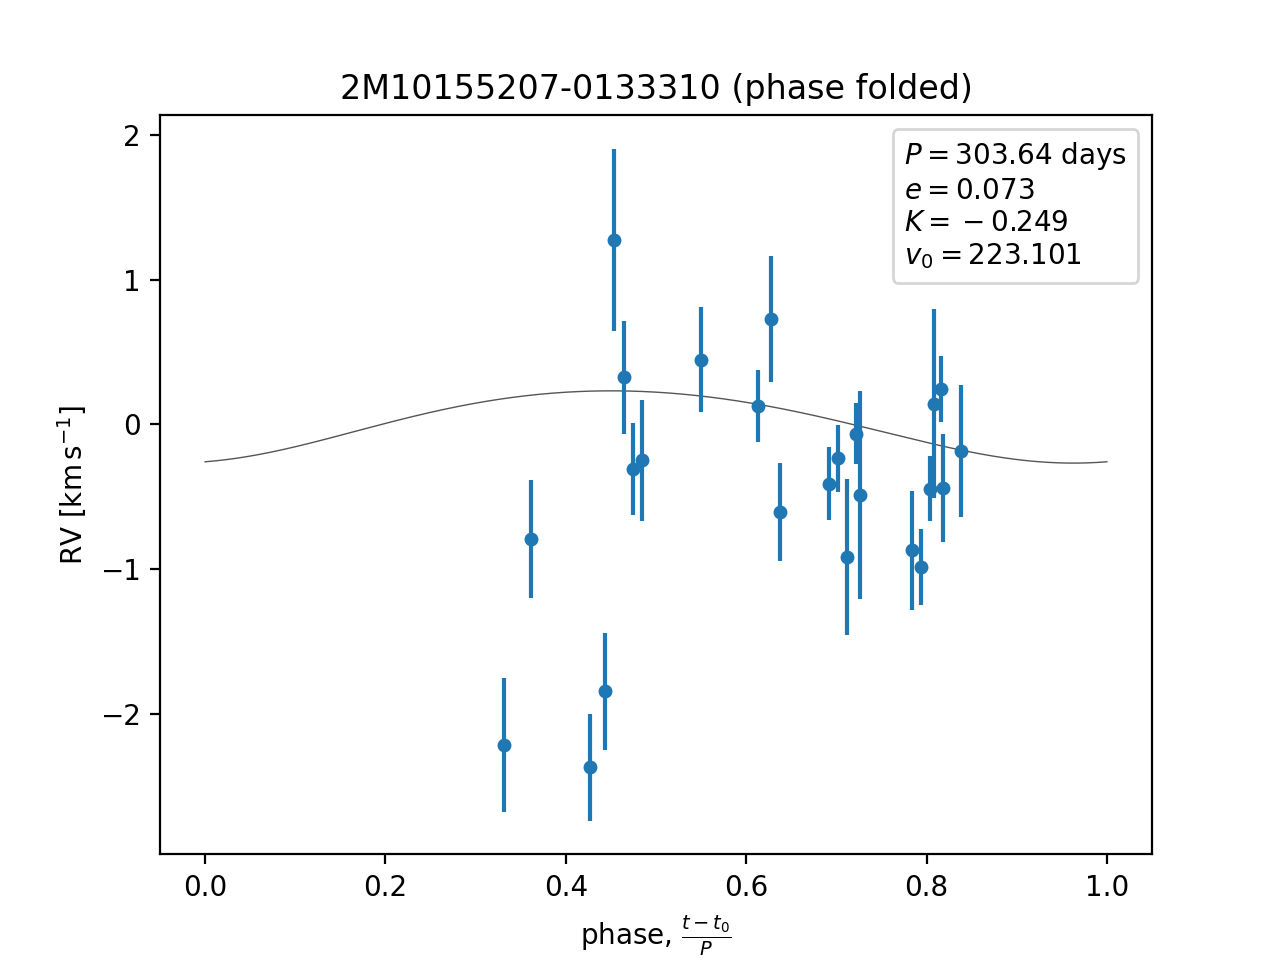 2M10155207-0133310 (phase folded)
P = 303.64 days
e = 0.073
K = −0.249
v₀ = 223.101
2
1
0
−1
−2
RV [km s⁻¹]
0.0 0.2 0.4 0.6 0.8 1.0
phase, (t − t₀)/P